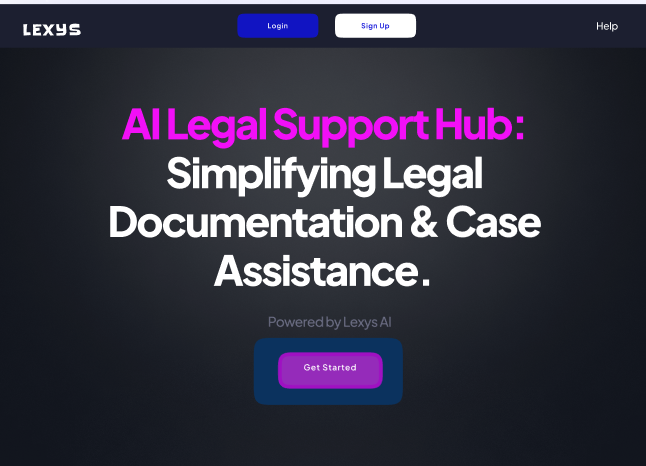 LEXYS
Login
Sign Up
Help
AI Legal Support Hub:
Simplifying Legal
Documentation & Case
Assistance.
Powered by Lexys AI
Get Started